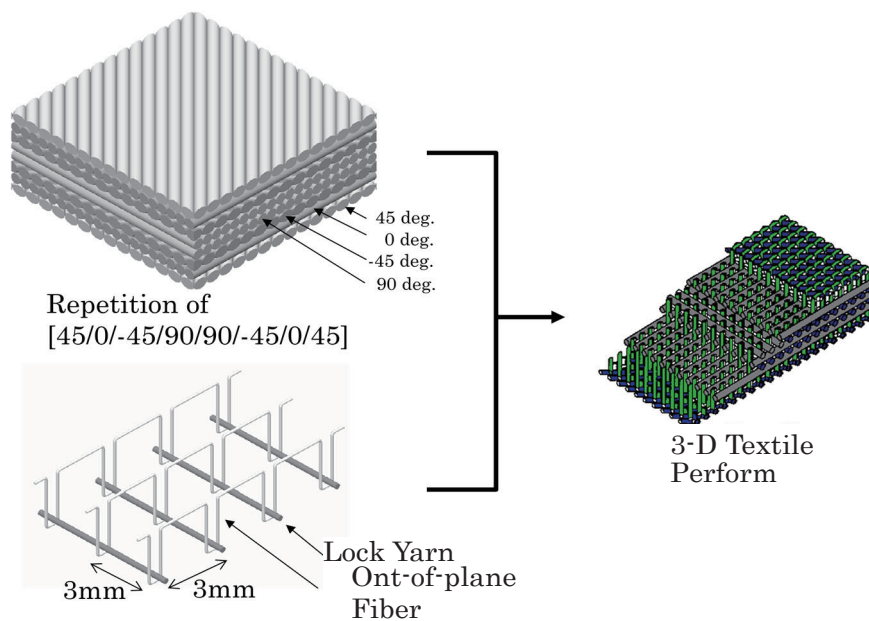 45 deg.
0 deg.
-45 deg.
90 deg.
Repetition of
[45/0/-45/90/90/-45/0/45]
3-D Textile
Perform
Lock Yarn
Ont-of-plane
Fiber
3mm
3mm